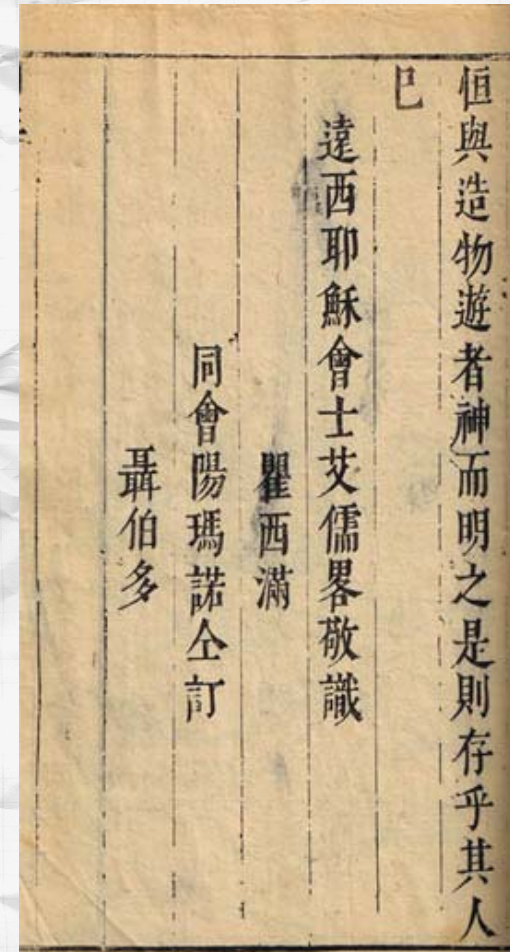 恒與造物遊者神而明之是則存乎其人
已
遠西耶穌會士艾儒畧敬識
瞿西滿
同會陽瑪諾仝訂
聶伯多